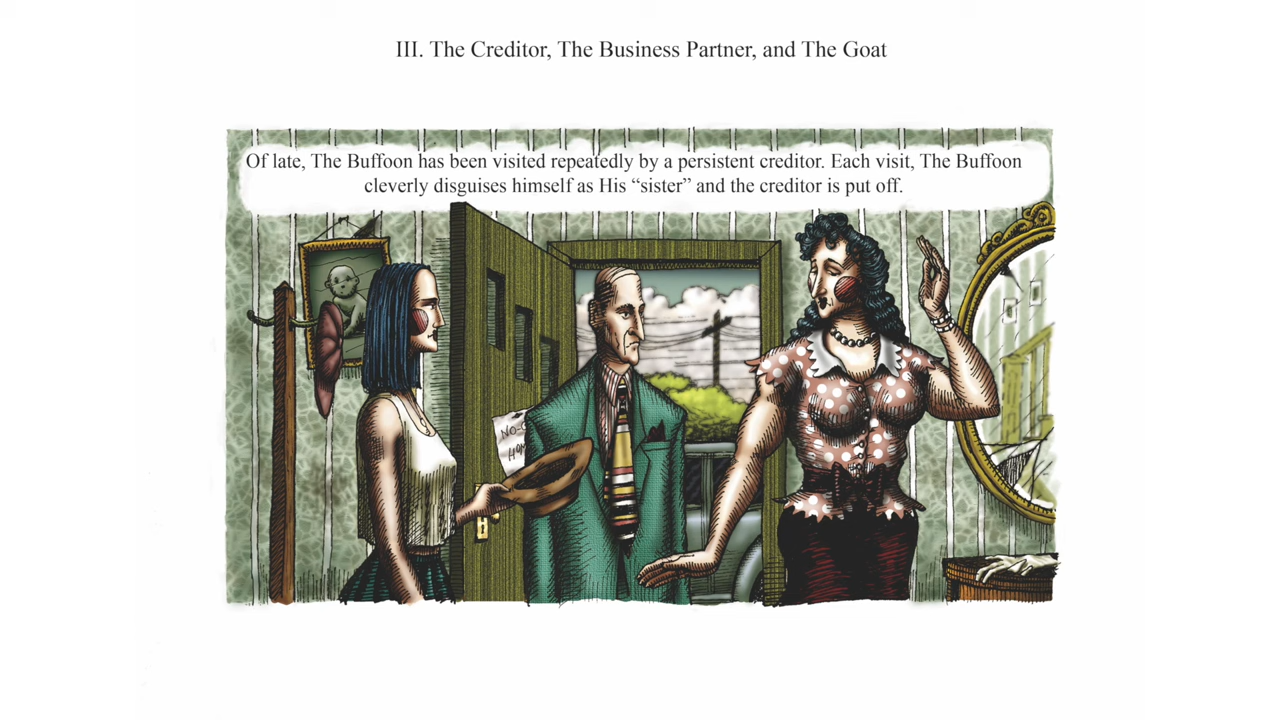 III. The Creditor, The Business Partner, and The Goat
Of late, The Buffoon has been visited repeatedly by a persistent creditor. Each visit, The Buffoon
cleverly disguises himself as His “sister” and the creditor is put off.